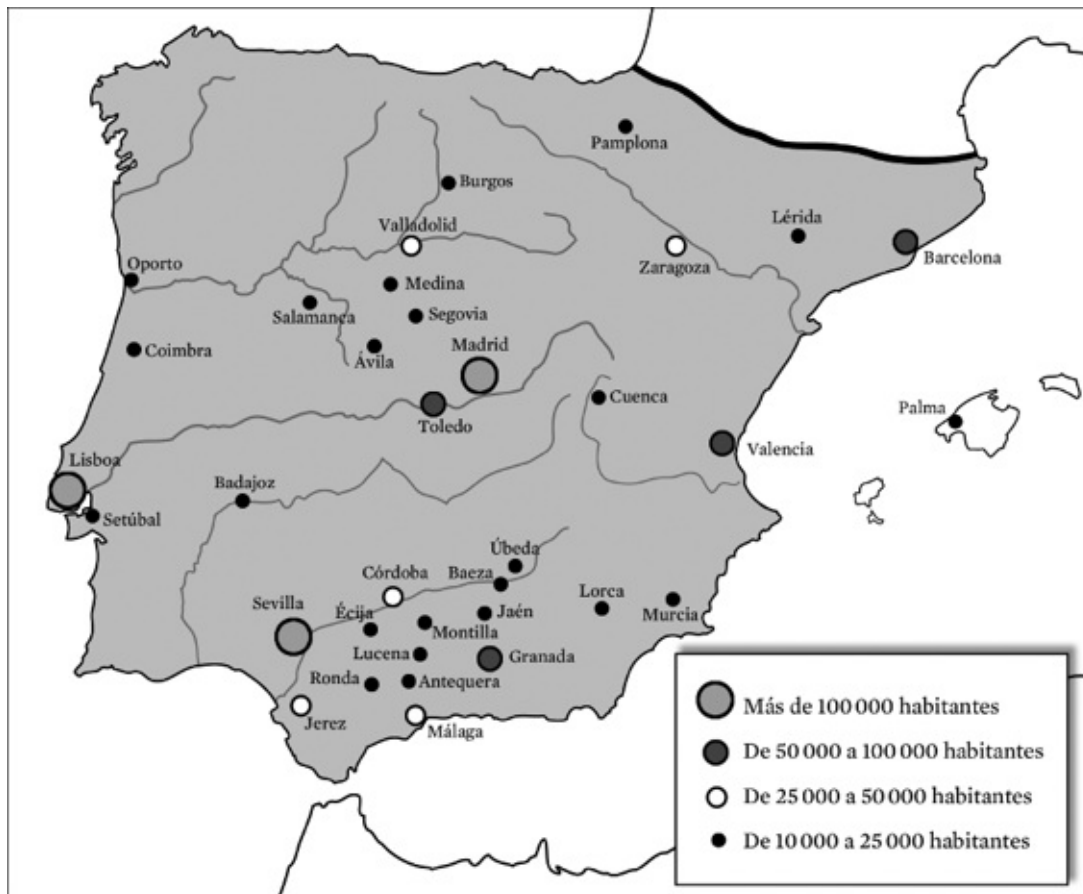 Pamplona
Burgos
Valladolid
Lérida
Zaragoza
Barcelona
Oporto
Medina
Salamanca
Segovia
Coimbra
Ávila
Madrid
Cuenca
Palma
Toledo
Valencia
Lisboa
Badajoz
Setúbal
Úbeda
Córdoba
Baeza
Sevilla
Écija
Jaén
Lorca
Murcia
Montilla
Lucena
Granada
Ronda
Antequera
Jerez
Málaga
Más de 100 000 habitantes
De 50 000 a 100 000 habitantes
De 25 000 a 50 000 habitantes
De 10 000 a 25 000 habitantes